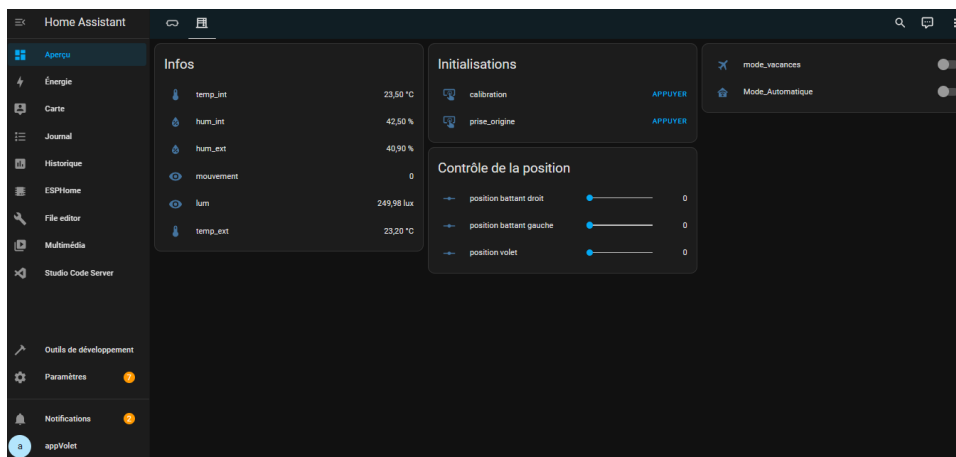 Home Assistant
Aperçu
Énergie
Carte
Journal
Historique
ESPHome
File editor
Multimédia
Studio Code Server
Outils de développement
Paramètres 7
Notifications 2
a appVolet
Infos
temp_int 23,50 °C
hum_int 42,50 %
hum_ext 40,90 %
mouvement 0
lum 249,98 lux
temp_ext 23,20 °C
Initialisations
calibration APPUYER
prise_origine APPUYER
Contrôle de la position
position battant droit 0
position battant gauche 0
position volet 0
mode_vacances
Mode_Automatique